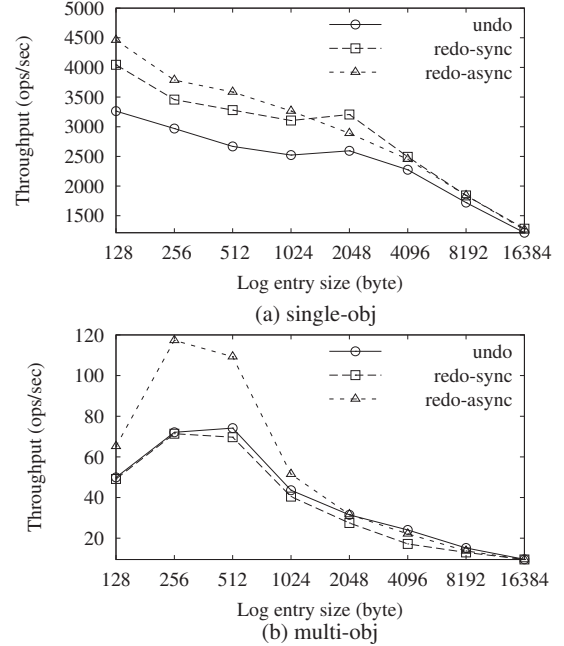 5000
4500
4000
3500
3000
2500
2000
1500
Throughput (ops/sec)
undo
redo-sync
redo-async
128 256 512 1024 2048 4096 8192 16384
Log entry size (byte)
(a) single-obj
120
100
80
60
40
20
Throughput (ops/sec)
undo
redo-sync
redo-async
128 256 512 1024 2048 4096 8192 16384
Log entry size (byte)
(b) multi-obj